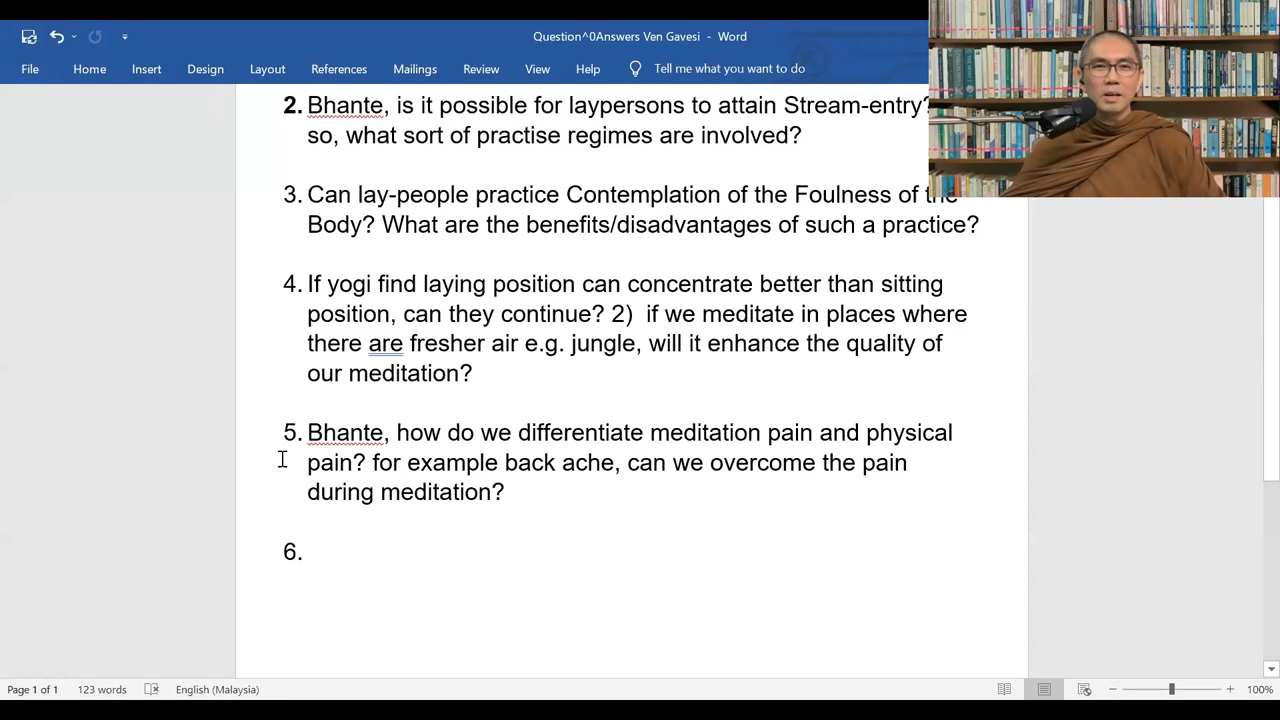 Question^0Answers Ven Gavesi - Word
File Home Insert Design Layout References Mailings Review View Help Tell me what you want to do
2. Bhante, is it possible for laypersons to attain Stream-entry?
so, what sort of practise regimes are involved?
3. Can lay-people practice Contemplation of the Foulness of the
Body? What are the benefits/disadvantages of such a practice?
4. If yogi find laying position can concentrate better than sitting
position, can they continue? 2) if we meditate in places where
there are fresher air e.g. jungle, will it enhance the quality of
our meditation?
5. Bhante, how do we differentiate meditation pain and physical
pain? for example back ache, can we overcome the pain
during meditation?
6.
Page 1 of 1 123 words English (Malaysia) 100%